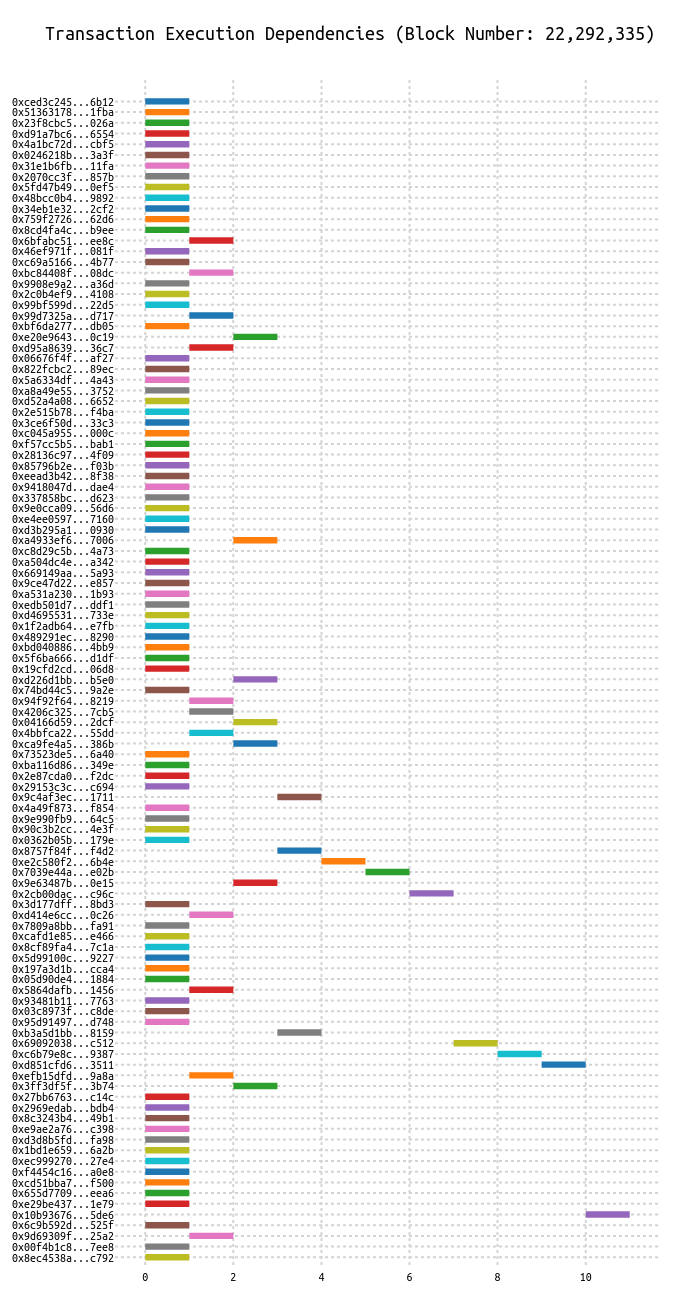 Transaction Execution Dependencies (Block Number: 22,292,335)
0xced3c245...6b12
0x51363178...1fba
0x23f8cbc5...026a
0xd91a7bc6...6554
0x4a1bc72d...cbf5
0x0246218b...3a3f
0x31e1b6fb...11fa
0x2070cc3f...857b
0x5fd47b49...0ef5
0x48bcc0b4...9892
0x34eb1e32...2cf2
0x759f2726...62d6
0x8cd4fa4c...b9ee
0x6bfabc51...ee8c
0x46ef971f...081f
0xc69a5166...4b77
0xbc84408f...08dc
0x9908e9a2...a36d
0x2c0b4ef9...4108
0x99bf599d...22d5
0x99d7325a...d717
0xbf6da277...db05
0xe20e9643...0c19
0xd95a8639...36c7
0x06676f4f...af27
0x822fcbc2...89ec
0x5a6334df...4a43
0xa8a49e55...3752
0xd52a4a08...6652
0x2e515b78...f4ba
0x3ce6f50d...33c3
0xc045a955...000c
0xf57cc5b5...bab1
0x28136c97...4f09
0x85796b2e...f03b
0xeead3b42...8f38
0x9418047d...dae4
0x337858bc...d623
0x9e0cca09...56d6
0xe4ee0597...7160
0xd3b295a1...0930
0xa4933ef6...7006
0xc8d29c5b...4a73
0xa504dc4e...a342
0x669149aa...5a93
0x9ce47d22...e857
0xa531a230...1b93
0xedb501d7...ddf1
0xd4695531...733e
0x1f2adb64...e7fb
0x489291ec...8290
0xbd040886...4bb9
0x5f6ba666...d1df
0x19cfd2cd...06d8
0xd226d1bb...b5e0
0x74bd44c5...9a2e
0x94f92f64...8219
0x4206c325...7cb5
0x04166d59...2dcf
0x4bbfca22...55dd
0xca9fe4a5...386b
0x73523de5...6a40
0xba116d86...349e
0x2e87cda0...f2dc
0x29153c3c...c694
0x9c4af3ec...1711
0x4a49f873...f854
0x9e990fb9...64c5
0x90c3b2cc...4e3f
0x0362b05b...179e
0x8757f84f...f4d2
0xe2c580f2...6b4e
0x7039e44a...e02b
0x9e63487b...0e15
0x2cb00dac...c96c
0x3d177dff...8bd3
0xd414e6cc...0c26
0x7809a8bb...fa91
0xcafd1e85...e466
0x8cf89fa4...7c1a
0x5d99100c...9227
0x197a3d1b...cca4
0x05d90de4...1884
0x5864dafb...1456
0x93481b11...7763
0x03c8973f...c8de
0x95d91497...d748
0xb3a5d1bb...8159
0x69092038...c512
0xc6b79e8c...9387
0xd851cfd6...3511
0xefb15dfd...9a8a
0x3ff3df5f...3b74
0x27bb6763...c14c
0x2969edab...bdb4
0x8c3243b4...49b1
0xe9ae2a76...c398
0xd3d8b5fd...fa98
0x1bd1e659...6a2b
0xec999270...27e4
0xf4454c16...a0e8
0xcd51bba7...f500
0x655d7709...eea6
0xe29be437...1e79
0x10b93676...5de6
0x6c9b592d...525f
0x9d69309f...25a2
0x00f4b1c8...7ee8
0x8ec4538a...c792
0 2 4 6 8 10